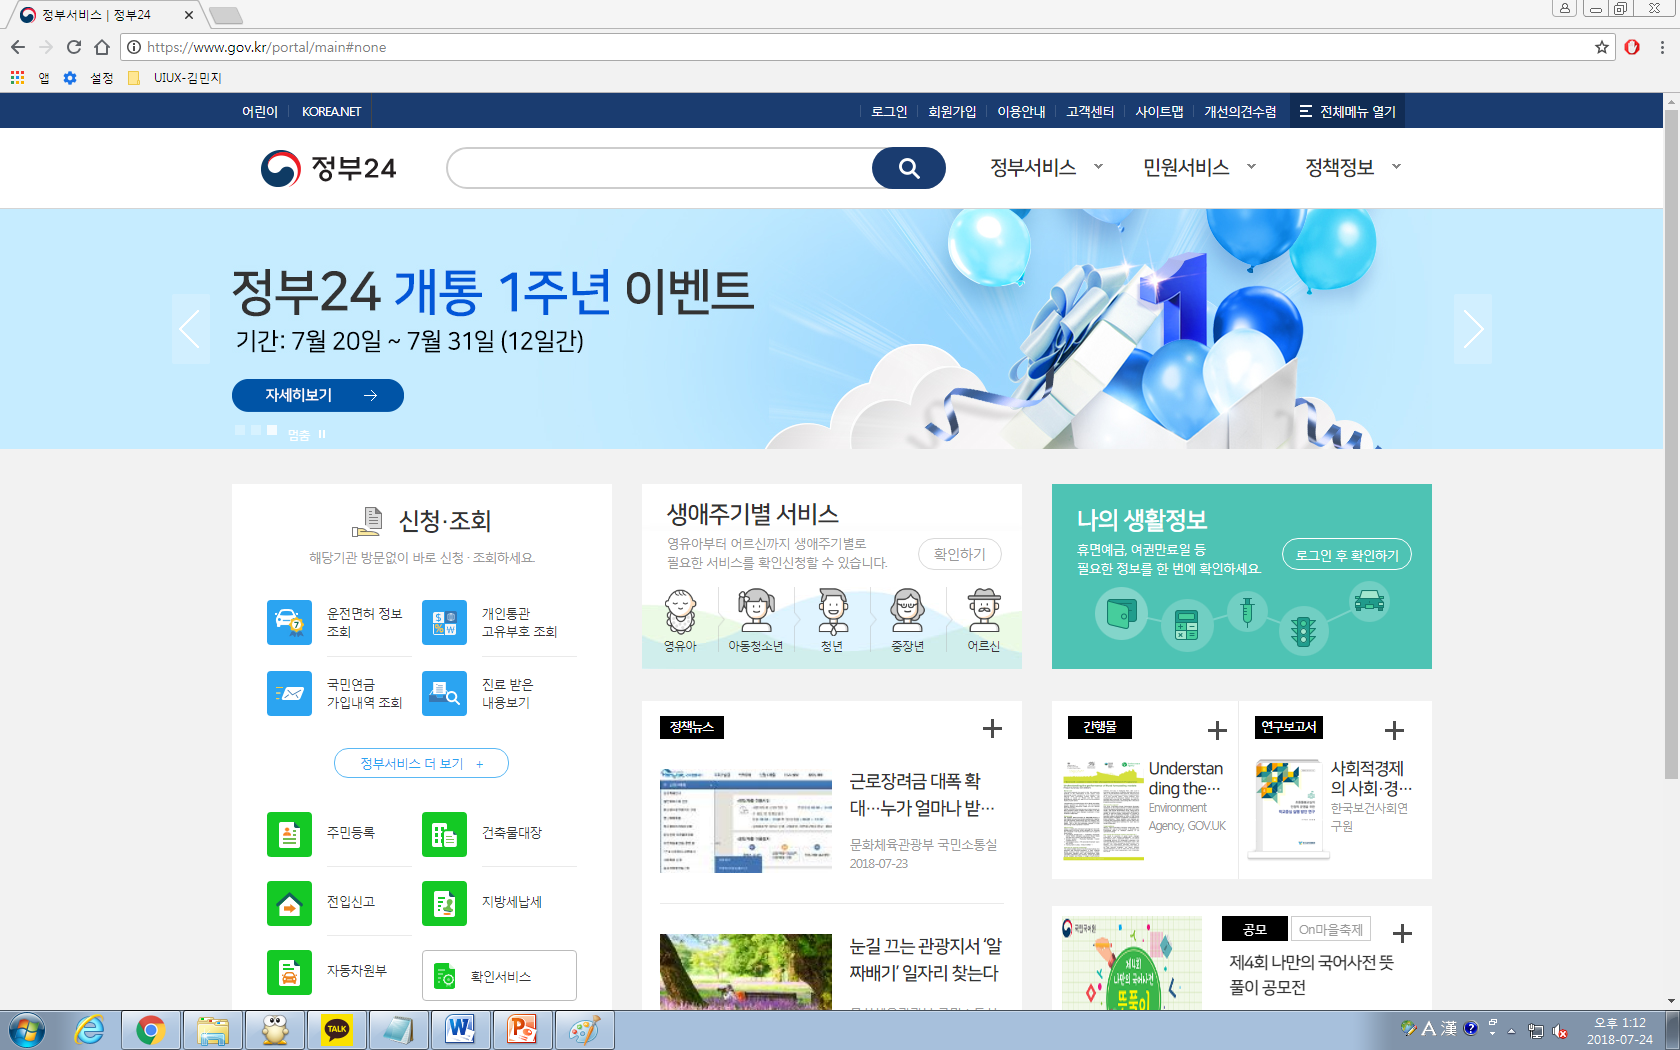 정부서비스 | 정부24
https://www.gov.kr/portal/main#none
앱 설정 UIUX-김민지
어린이 KOREA.NET 로그인 회원가입 이용안내 고객센터 사이트맵 개선의견수렴 전체메뉴 열기
정부24 정부서비스 민원서비스 정책정보
정부24 개통 1주년 이벤트
기간: 7월 20일 ~ 7월 31일 (12일간)
자세히보기
멈춤
1
신청·조회
해당기관 방문없이 바로 신청·조회하세요.
운전면허 정보
조회
개인통관
고유부호 조회
국민연금
가입내역 조회
진료 받은
내용보기
정부서비스 더 보기 +
주민등록
건축물대장
전입신고
지방세납세
자동차원부
확인서비스
생애주기별 서비스
영유아부터 어르신까지 생애주기별로
필요한 서비스를 확인신청할 수 있습니다.
확인하기
영유아 아동청소년 청년 중장년 어르신
나의 생활정보
휴면예금, 여권만료일 등
필요한 정보를 한 번에 확인하세요.
로그인 후 확인하기
정책뉴스
근로장려금 대폭 확
대…누가 얼마나 받…
문화체육관광부 국민소통실
2018-07-23
눈길 끄는 관광지서 '알
짜배기' 일자리 찾는다
간행물
Understan
ding the…
Environment
Agency, GOV.UK
연구보고서
사회적경제
의 사회·경…
한국보건사회연
구원
공모 On마을축제
제4회 나만의 국어사전 뜻
풀이 공모전
국립국어원
제4회
나만의 국어사전
뜻풀이
TALK
A 漢
오후 1:12
2018-07-24